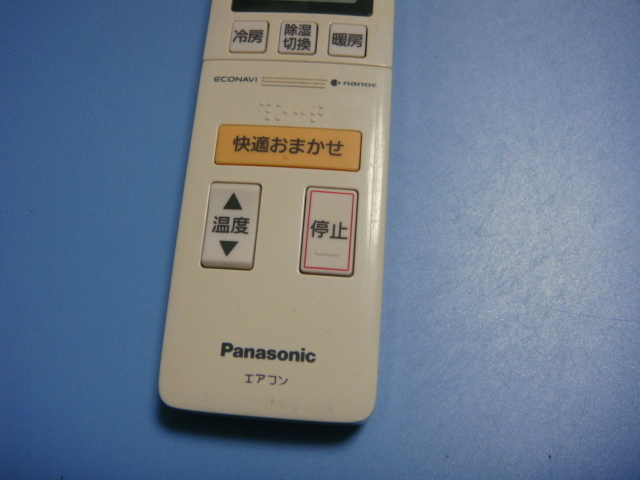 冷房
除湿
切換
暖房
ECONAVI
nanoe
快適おまかせ
▲
温度
▼
停止
Panasonic
エアコン